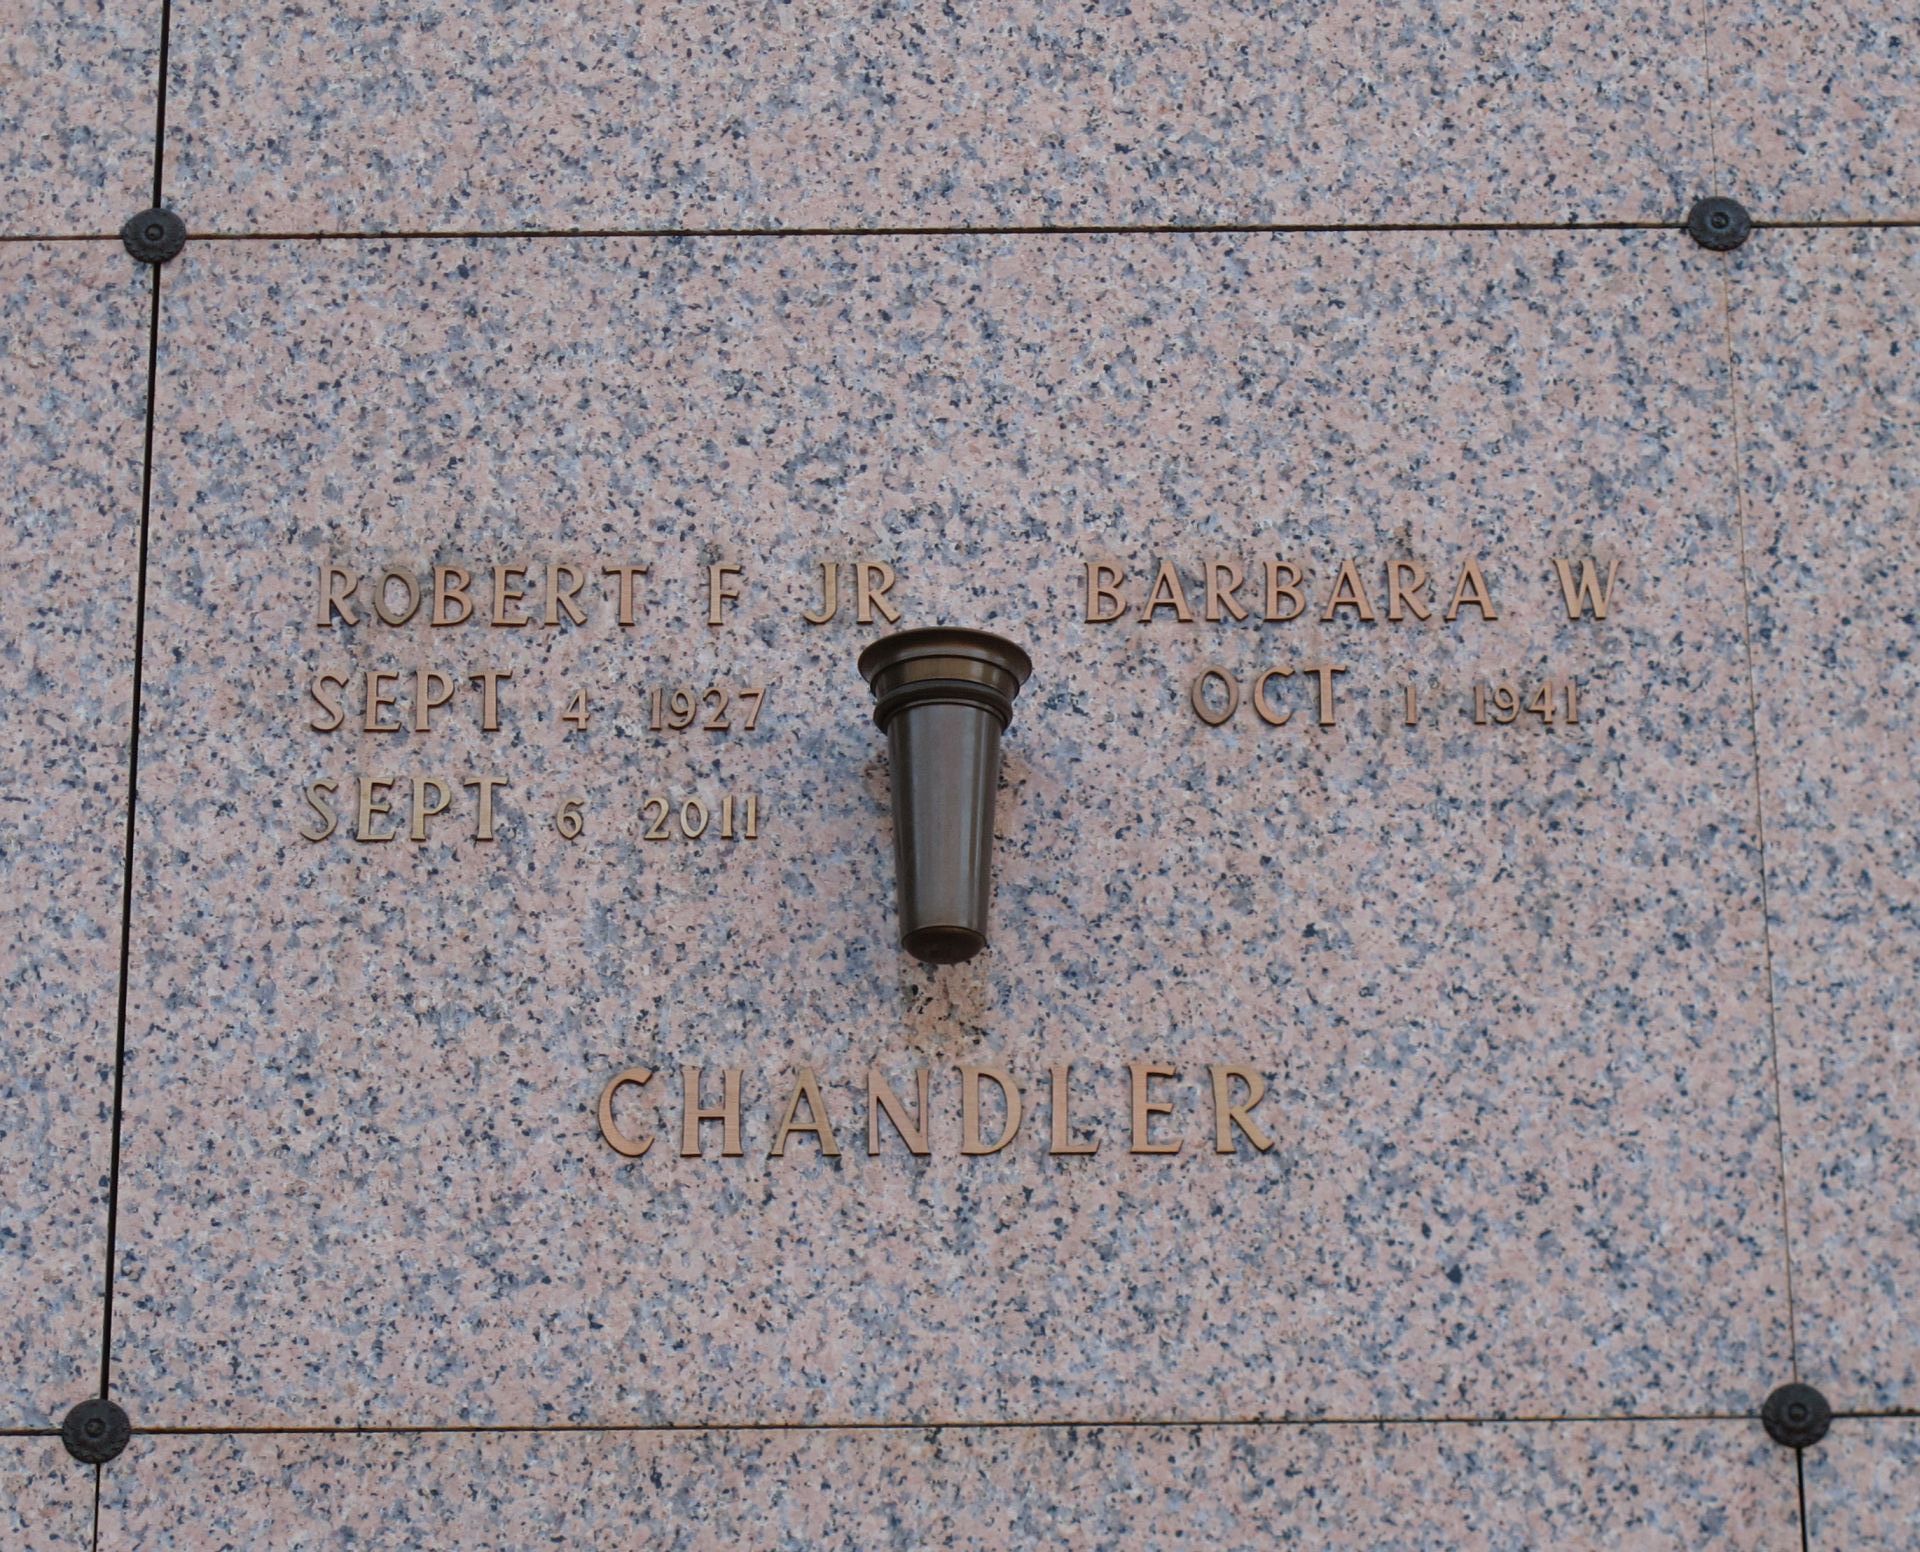 ROBERT F JR
SEPT 4 1927
SEPT 6 2011
BARBARA W
OCT 1 1941
CHANDLER